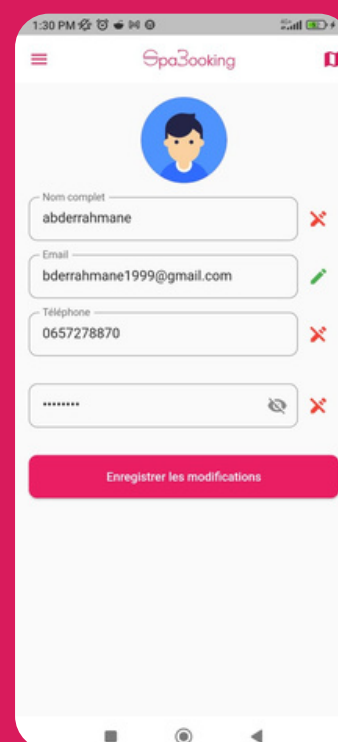 1:30 PM
SpaBooking
Nom complet
abderrahmane
Email
bderrahmane1999@gmail.com
Téléphone
0657278870
••••••••
Enregistrer les modifications